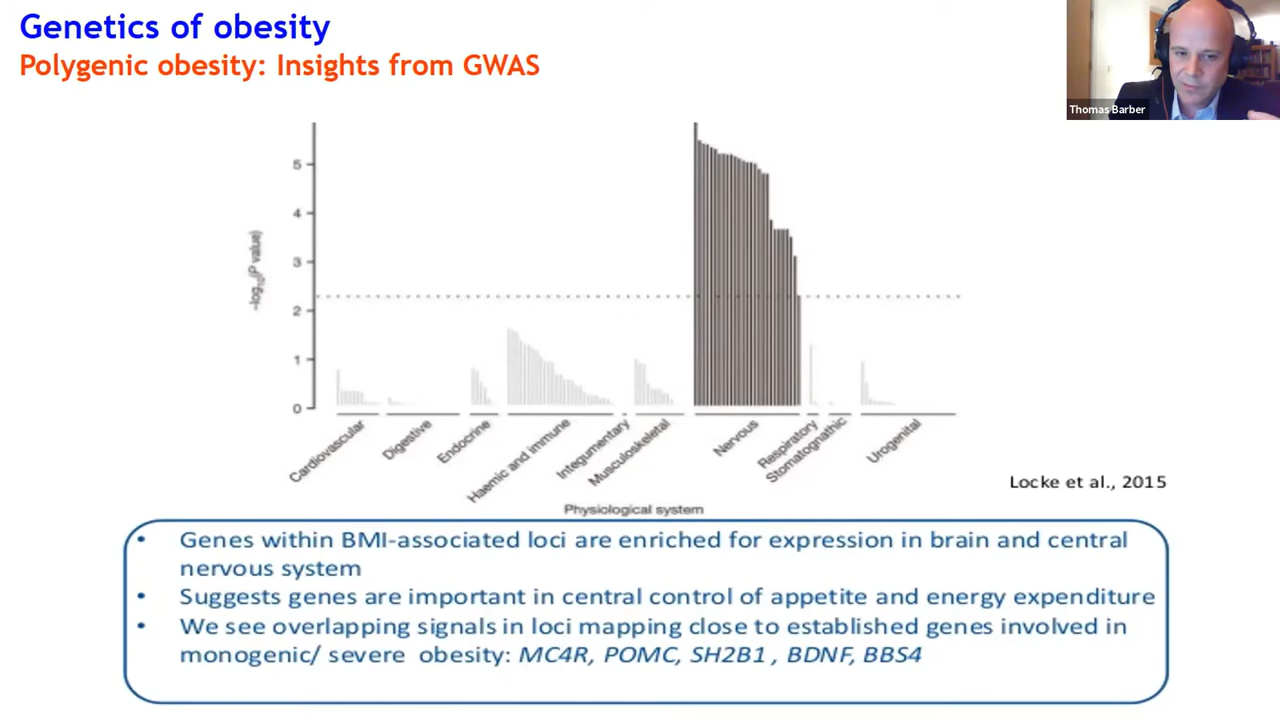 Genetics of obesity
Polygenic obesity: Insights from GWAS
Thomas Barber
5
4
3
2
1
0
-log10(P value)
Cardiovascular
Digestive
Endocrine
Haemic and immune
Integumentary
Musculoskeletal
Nervous
Respiratory
Stomatognathic
Urogenital
Physiological system
Locke et al., 2015
• Genes within BMI-associated loci are enriched for expression in brain and central
nervous system
• Suggests genes are important in central control of appetite and energy expenditure
• We see overlapping signals in loci mapping close to established genes involved in
monogenic/ severe obesity: MC4R, POMC, SH2B1 , BDNF, BBS4